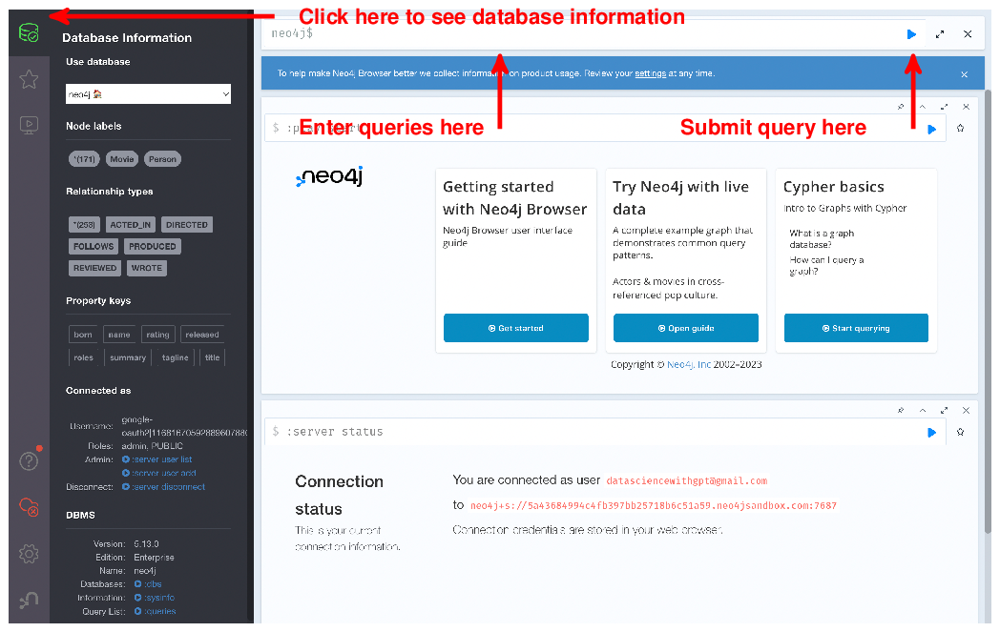 Click here to see database information
Database Information
Use database
neo4j
Node labels
*(171) Movie Person
Relationship types
*(253) ACTED_IN DIRECTED
FOLLOWS PRODUCED
REVIEWED WROTE
Property keys
born name rating released
roles summary tagline title
Connected as
Username: google-
oauth2|116816705928896078
Roles: admin, PUBLIC
Admin: :server user list
:server user add
Disconnect: :server disconnect
DBMS
Version: 5.13.0
Edition: Enterprise
Name: neo4j
Databases: :dbs
Information: :sysinfo
Query List: :queries
neo4j$
To help make Neo4j Browser better we collect information on product usage. Review your settings at any time.
Enter queries here
Submit query here
$ :play start
neo4j
Getting started
with Neo4j Browser
Neo4j Browser user interface
guide
Get started
Try Neo4j with live
data
A complete example graph that
demonstrates common query
patterns.
Actors & movies in cross-
referenced pop culture.
Open guide
Cypher basics
Intro to Graphs with Cypher
What is a graph
database?
How can I query a
graph?
Start querying
Copyright © Neo4j, Inc 2002–2023
$ :server status
Connection
status
This is your current
connection information.
You are connected as user datasciencewithgpt@gmail.com
to neo4j+s://5a43684994c4fb397bb25718b6c51a59.neo4jsandbox.com:7687
Connection credentials are stored in your web browser.